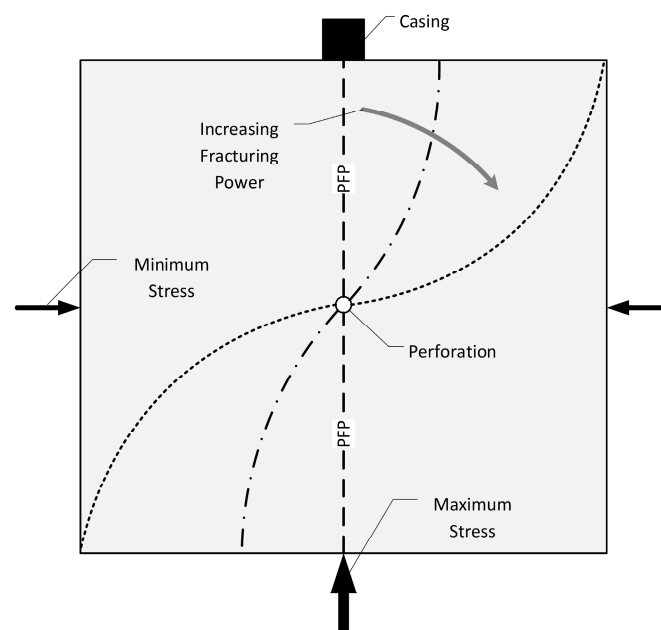 Casing
Increasing
Fracturing
Power
PFP
Minimum
Stress
Perforation
PFP
Maximum
Stress